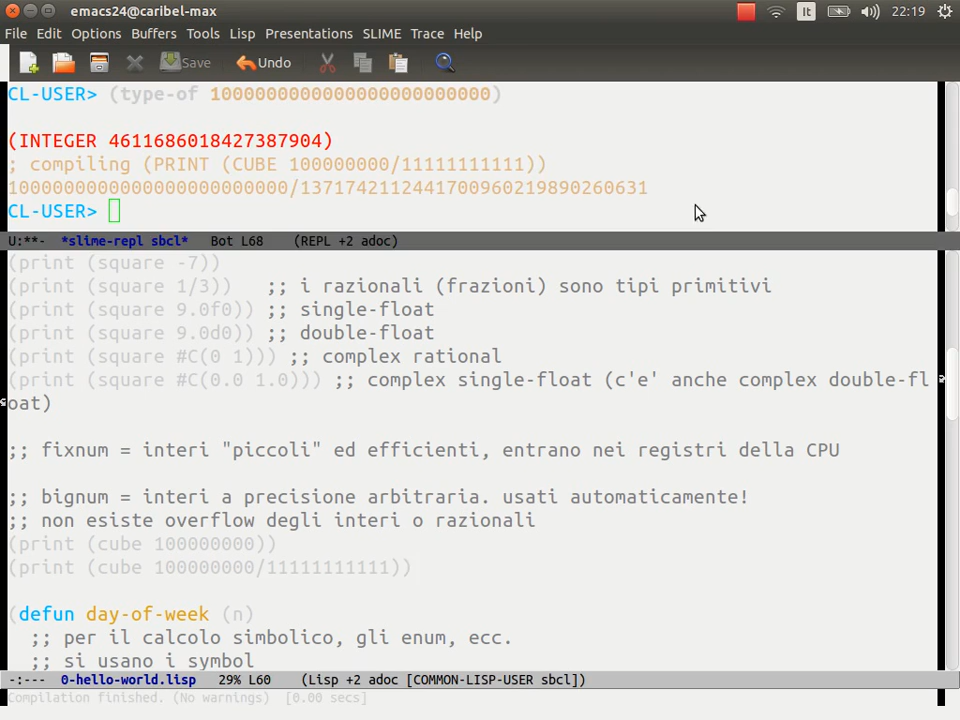 emacs24@caribel-max
It
22:19
File Edit Options Buffers Tools Lisp Presentations SLIME Trace Help
Save Undo
CL-USER> (type-of 1000000000000000000000000)
(INTEGER 4611686018427387904)
; compiling (PRINT (CUBE 100000000/11111111111))
1000000000000000000000000/1371742112441700960219890260631
CL-USER>
U:**- *slime-repl sbcl* Bot L68 (REPL +2 adoc)
(print (square -7))
(print (square 1/3)) ;; i razionali (frazioni) sono tipi primitivi
(print (square 9.0f0)) ;; single-float
(print (square 9.0d0)) ;; double-float
(print (square #C(0 1))) ;; complex rational
(print (square #C(0.0 1.0))) ;; complex single-float (c'e' anche complex double-fl
oat)
;; fixnum = interi "piccoli" ed efficienti, entrano nei registri della CPU
;; bignum = interi a precisione arbitraria. usati automaticamente!
;; non esiste overflow degli interi o razionali
(print (cube 100000000))
(print (cube 100000000/11111111111))
(defun day-of-week (n)
;; per il calcolo simbolico, gli enum, ecc.
;; si usano i symbol
-:--- 0-hello-world.lisp 29% L60 (Lisp +2 adoc [COMMON-LISP-USER sbcl])
Compilation finished. (No warnings) [0.00 secs]